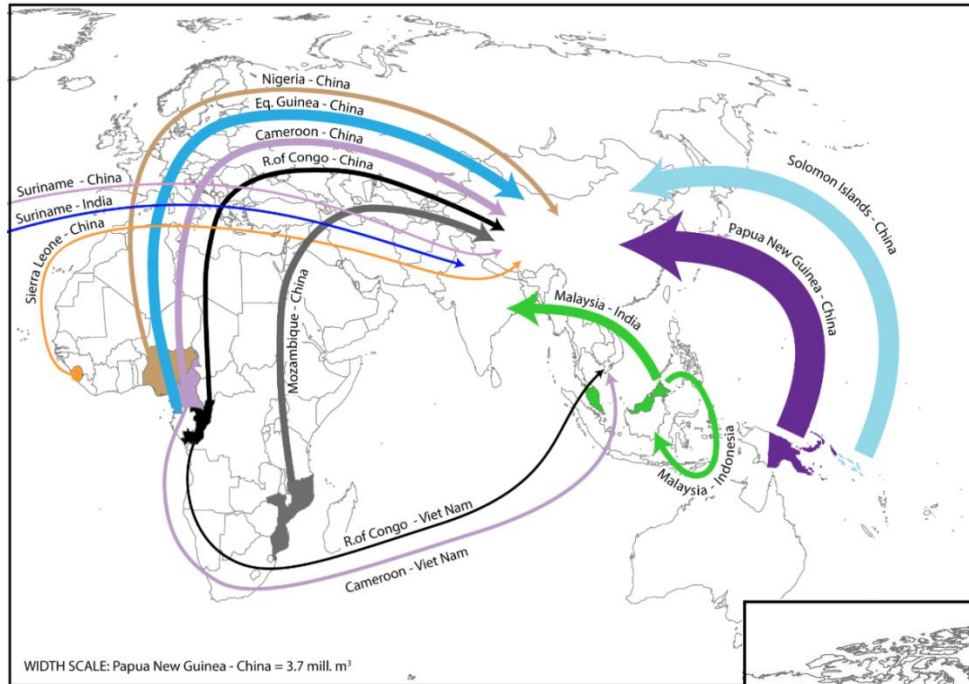 Nigeria - China
Eq. Guinea - China
Cameroon - China
R.of Congo - China
Suriname - China
Suriname - India
Sierra Leone - China
Mozambique - China
Solomon Islands - China
Papua New Guinea - China
Malaysia - India
Malaysia - Indonesia
R.of Congo - Viet Nam
Cameroon - Viet Nam
WIDTH SCALE: Papua New Guinea - China = 3.7 mill. m³